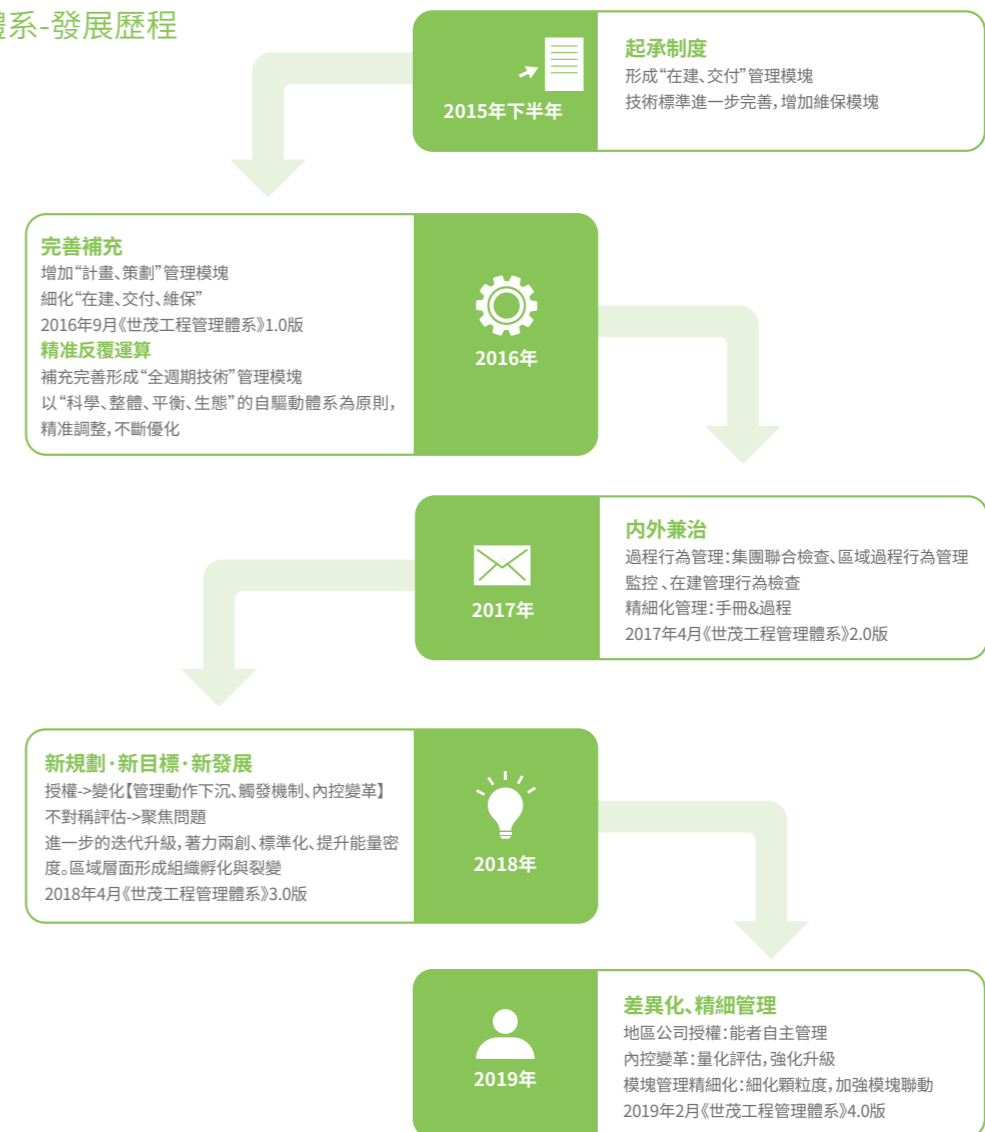 體系-發展歷程
2015年下半年
起承制度
形成“在建、交付”管理模塊
技術標準進一步完善，增加維保模塊
完善補充
增加“計畫、策劃”管理模塊
細化“在建、交付、維保”
2016年9月《世茂工程管理體系》1.0版
精准反覆運算
補充完善形成“全週期技術”管理模塊
以“科學、整體、平衡、生態”的自驅動體系為原則，
精准調整，不斷優化
2016年
2017年
内外兼治
過程行為管理：集團聯合檢查、區域過程行為管理
監控、在建管理行為檢查
精細化管理：手冊&過程
2017年4月《世茂工程管理體系》2.0版
新規劃·新目標·新發展
授權->變化【管理動作下沉、觸發機制、內控變革】
不對稱評估->聚焦問題
進一步的迭代升級，著力兩創、標準化、提升能量密
度。區域層面形成組織孵化與裂變
2018年4月《世茂工程管理體系》3.0版
2018年
2019年
差異化、精細管理
地區公司授權：能者自主管理
內控變革：量化評估，強化升級
模塊管理精細化：細化顆粒度，加強模塊聯動
2019年2月《世茂工程管理體系》4.0版